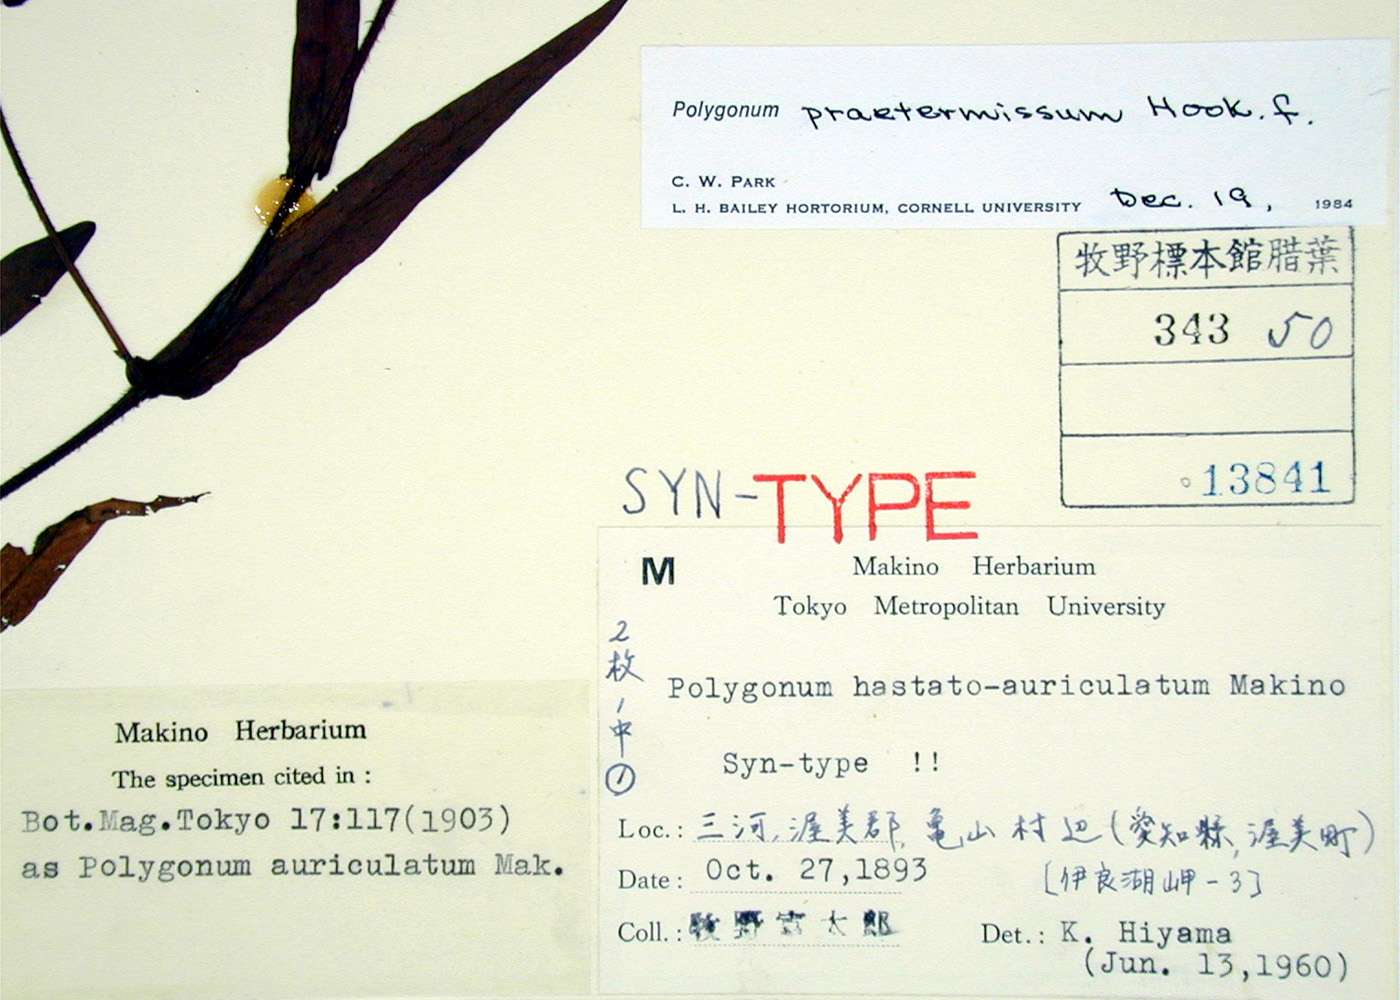 Polygonum praetermissum Hook. f.
C. W. PARK
L. H. BAILEY HORTORIUM, CORNELL UNIVERSITY Dec. 19, 1984
牧野標本館腊葉
343 50
13841
SYN-TYPE
M
Makino Herbarium
Tokyo Metropolitan University
2枚ノ中①
Polygonum hastato-auriculatum Makino
Syn-type !!
Loc.: 三河, 渥美郡, 亀山村辺 (愛知縣, 渥美町)
[伊良湖岬-3]
Date: Oct. 27,1893
Coll.: 牧野富太郎
Det.: K. Hiyama
(Jun. 13,1960)
Makino Herbarium
The specimen cited in :
Bot.Mag.Tokyo 17:117(1903)
as Polygonum auriculatum Mak.